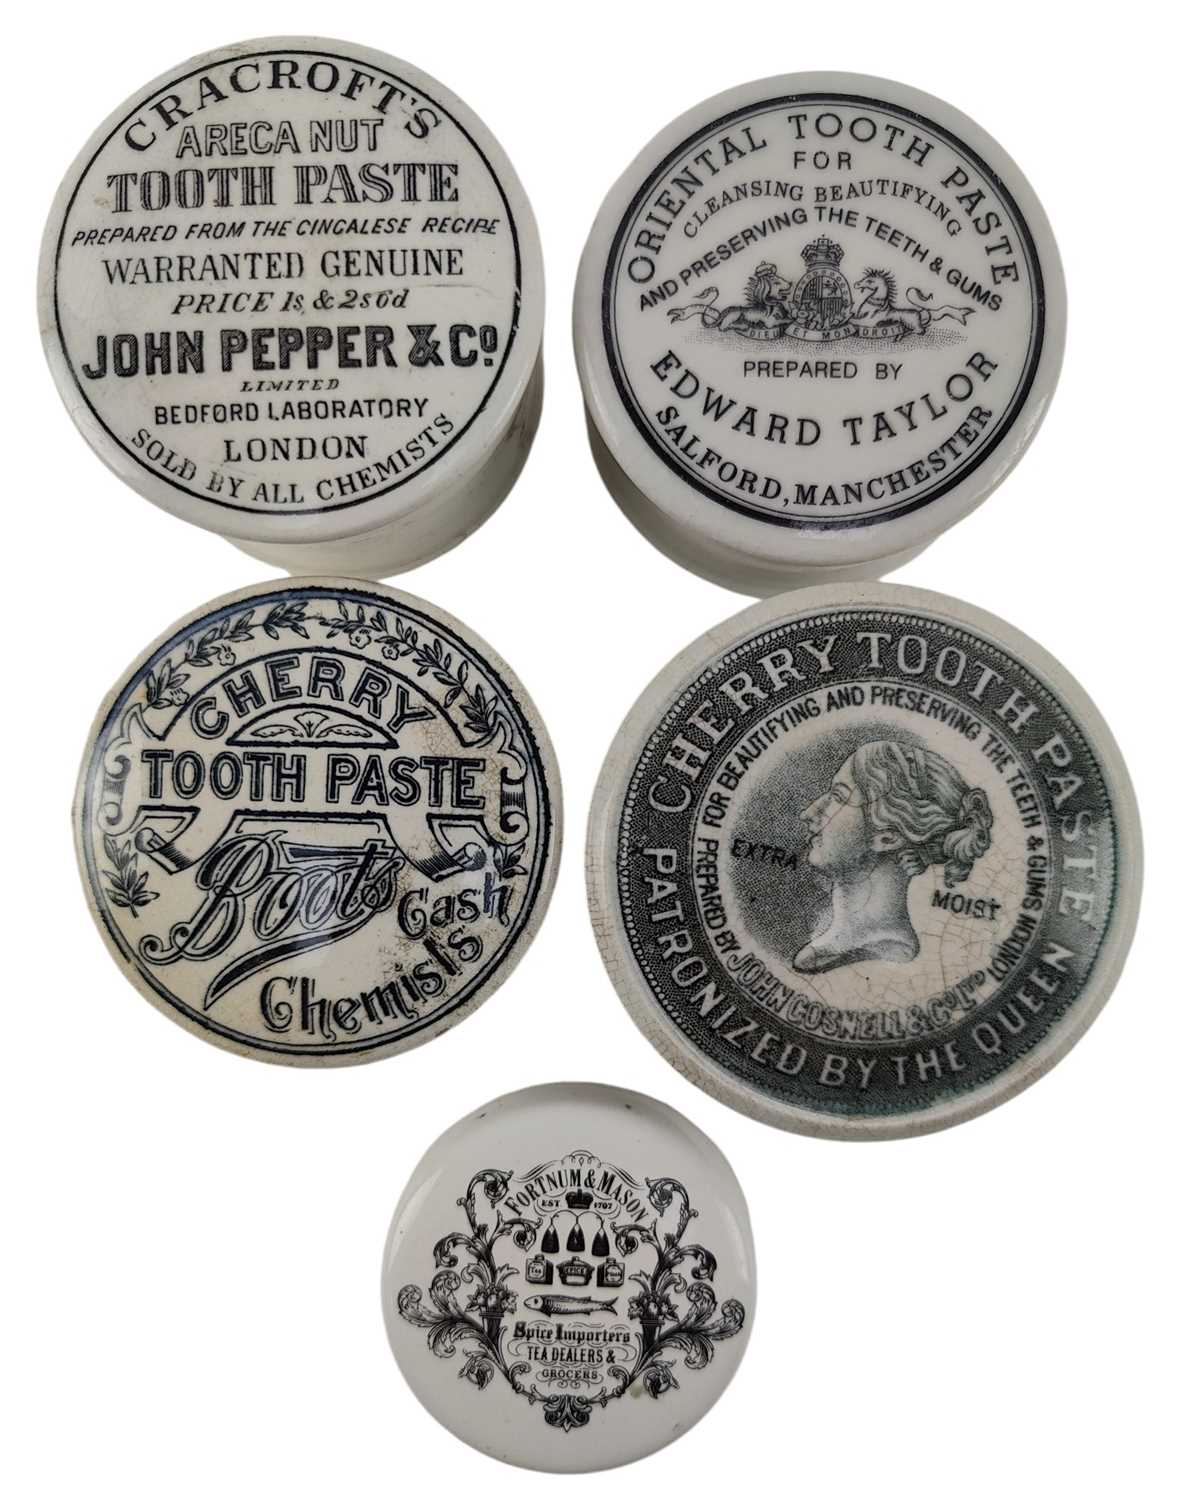 CRACROFT'S
ARECA NUT
TOOTH PASTE
PREPARED FROM THE CINGALESE RECIPE
WARRANTED GENUINE
PRICE 1s & 2s6d
JOHN PEPPER & Co
LIMITED
BEDFORD LABORATORY
LONDON
SOLD BY ALL CHEMISTS
ORIENTAL TOOTH PASTE
FOR
CLEANSING BEAUTIFYING
AND PRESERVING THE TEETH & GUMS
DIEU ET MON DROIT
PREPARED BY
EDWARD TAYLOR
SALFORD, MANCHESTER
CHERRY
TOOTH PASTE
Boots
Cash
Chemists
CHERRY TOOTH PASTE
PATRONIZED BY THE QUEEN
FOR BEAUTIFYING AND PRESERVING THE TEETH & GUMS
EXTRA MOIST
PREPARED BY JOHN GOSNELL & Co LTD LONDON
FORTNUM & MASON
EST 1707
TEA SPICE
Spice Importers
TEA DEALERS &
GROCERS